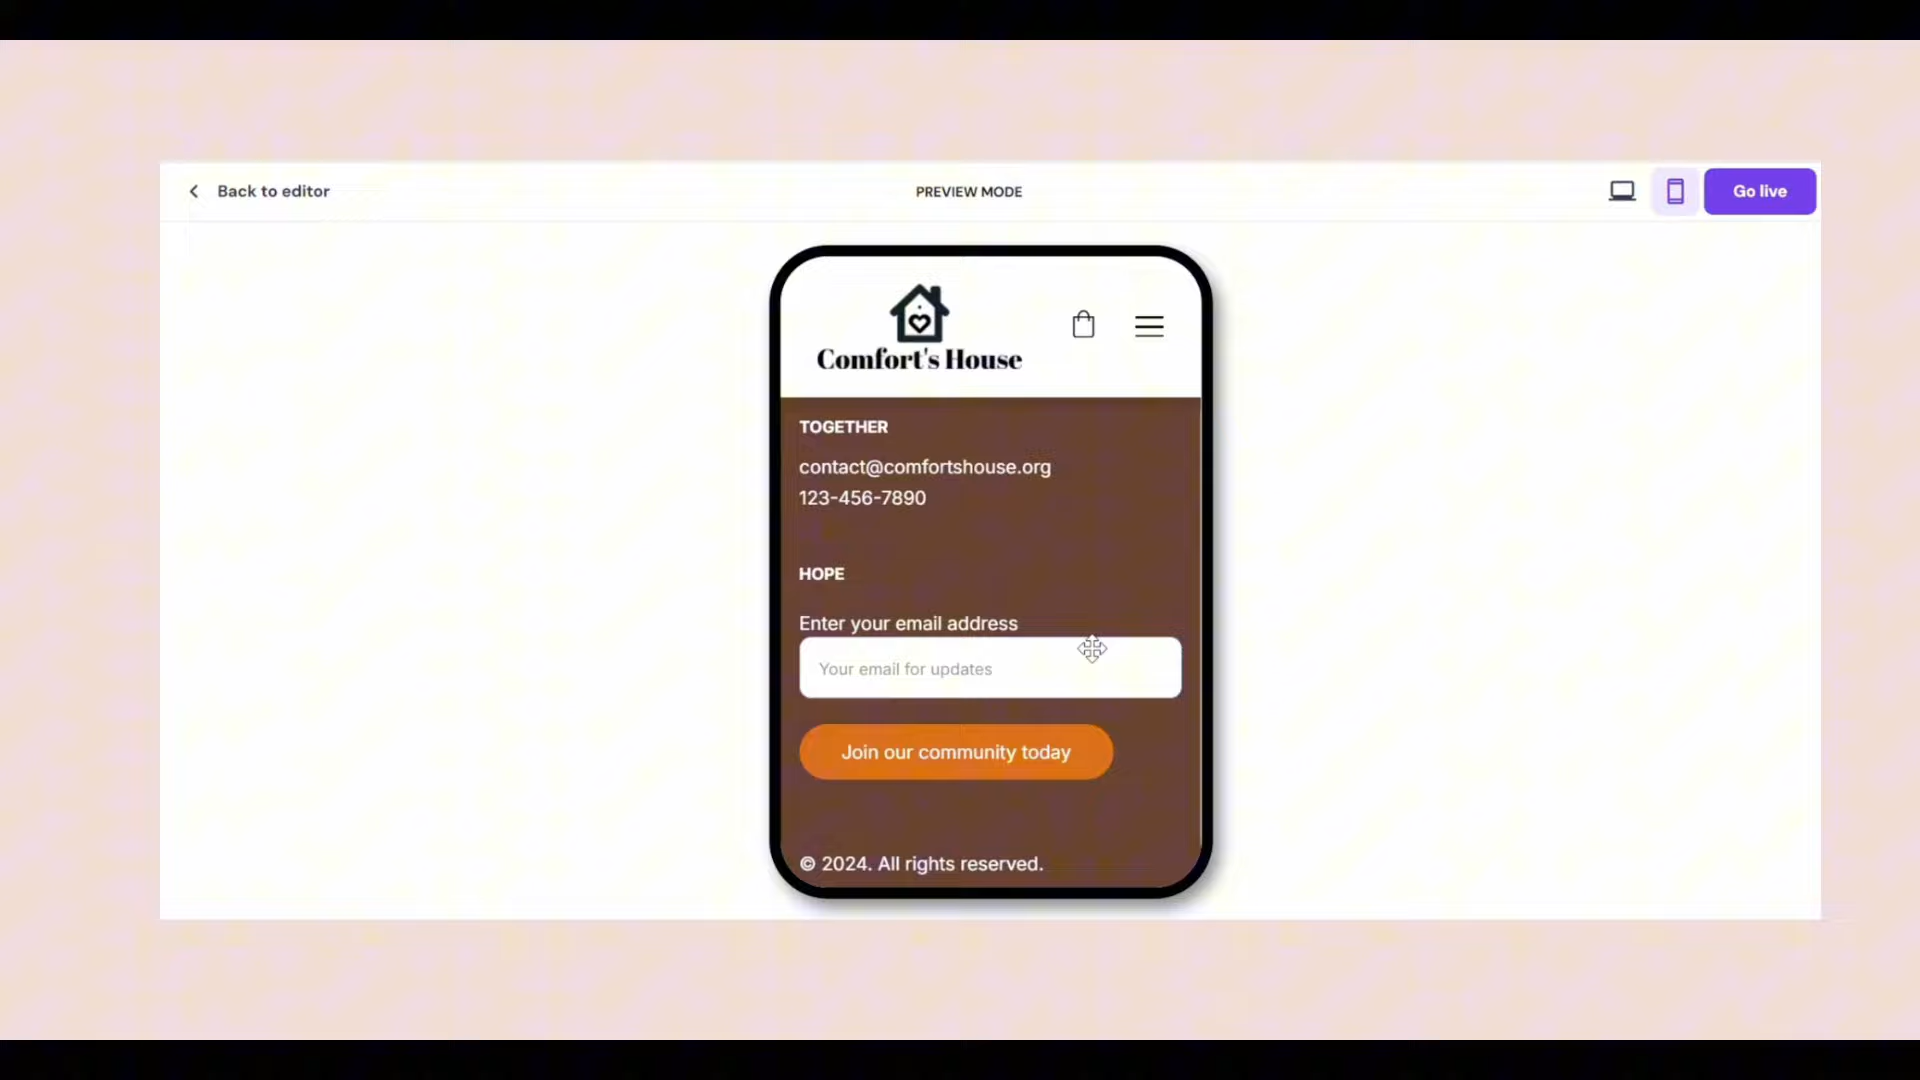 Back to editor
PREVIEW MODE
Go live
Comfort's House
TOGETHER
contact@comfortshouse.org
123-456-7890
HOPE
Enter your email address
Your email for updates
Join our community today
© 2024. All rights reserved.